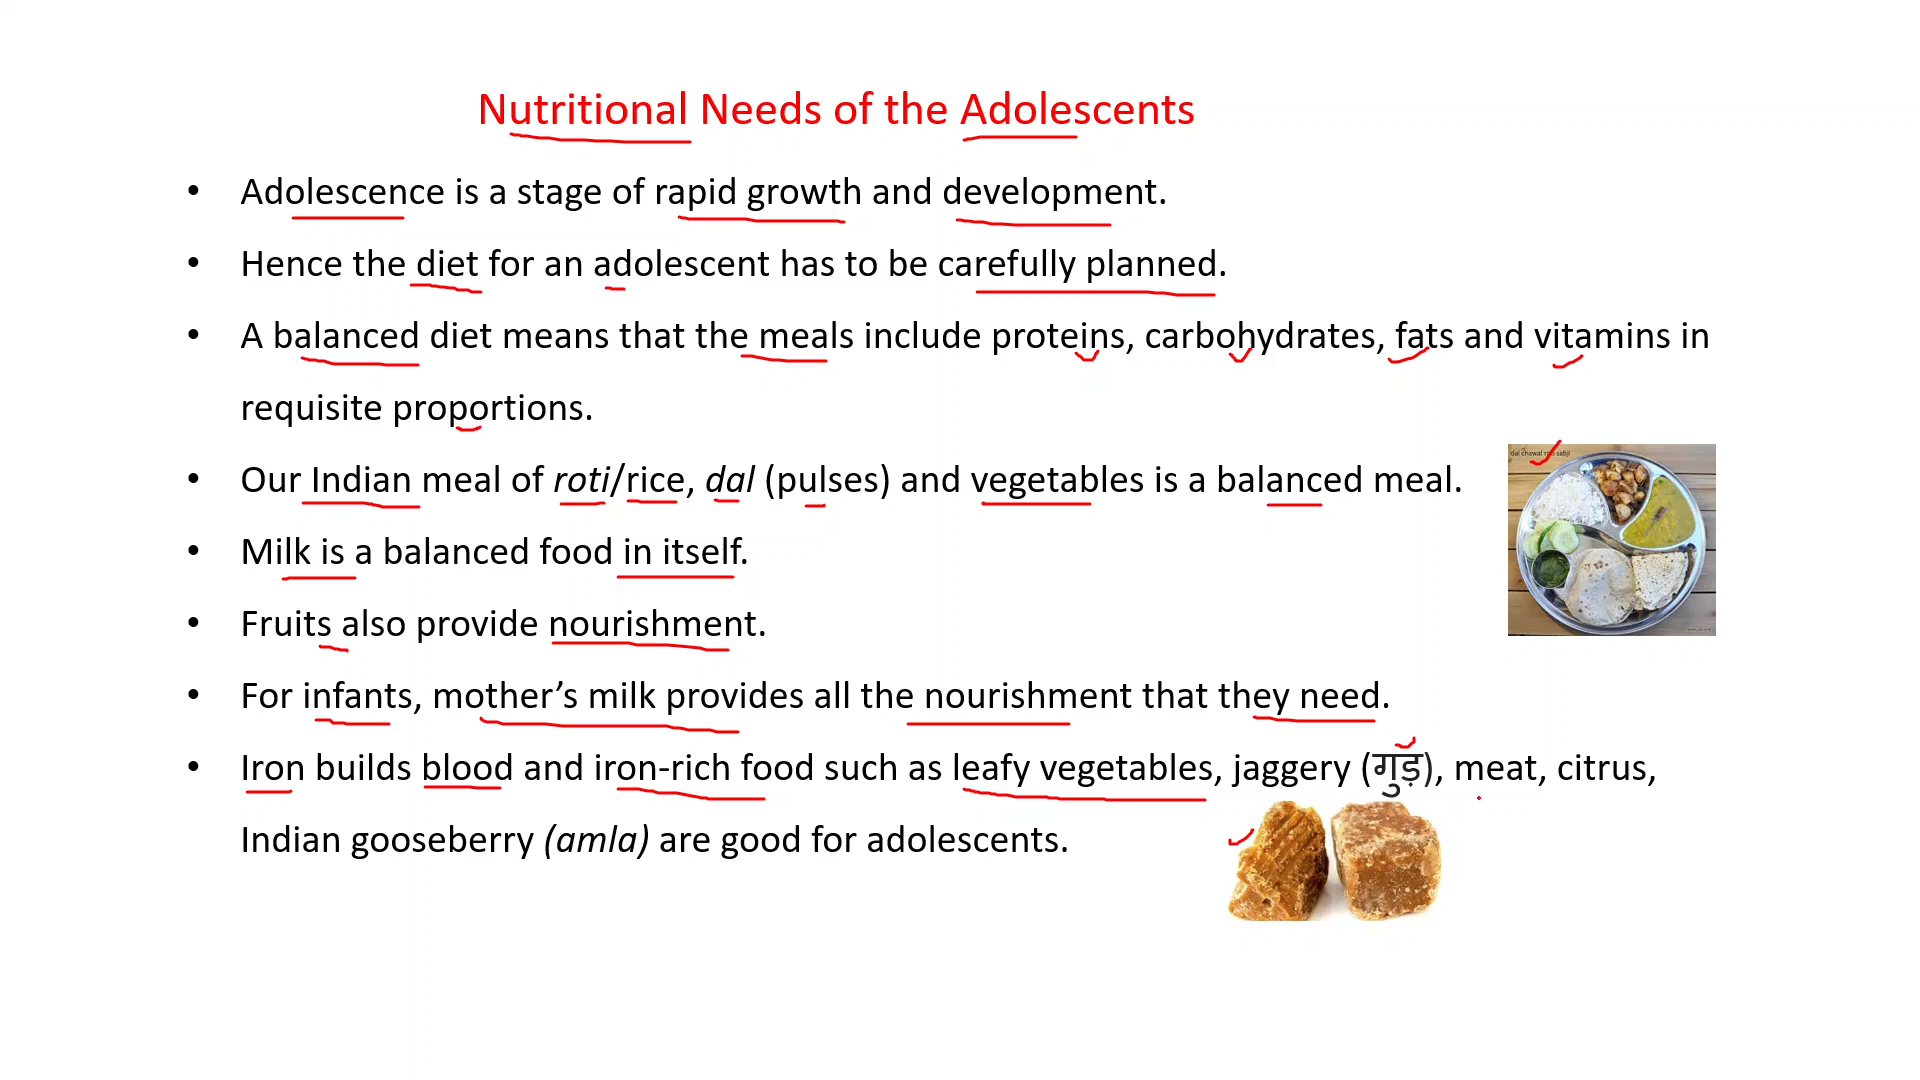 Nutritional Needs of the Adolescents
• Adolescence is a stage of rapid growth and development.
• Hence the diet for an adolescent has to be carefully planned.
• A balanced diet means that the meals include proteins, carbohydrates, fats and vitamins in
requisite proportions.
• Our Indian meal of roti/rice, dal (pulses) and vegetables is a balanced meal.
dal chawal roti sabji
• Milk is a balanced food in itself.
• Fruits also provide nourishment.
• For infants, mother’s milk provides all the nourishment that they need.
• Iron builds blood and iron-rich food such as leafy vegetables, jaggery (गुड़), meat, citrus,
Indian gooseberry (amla) are good for adolescents.